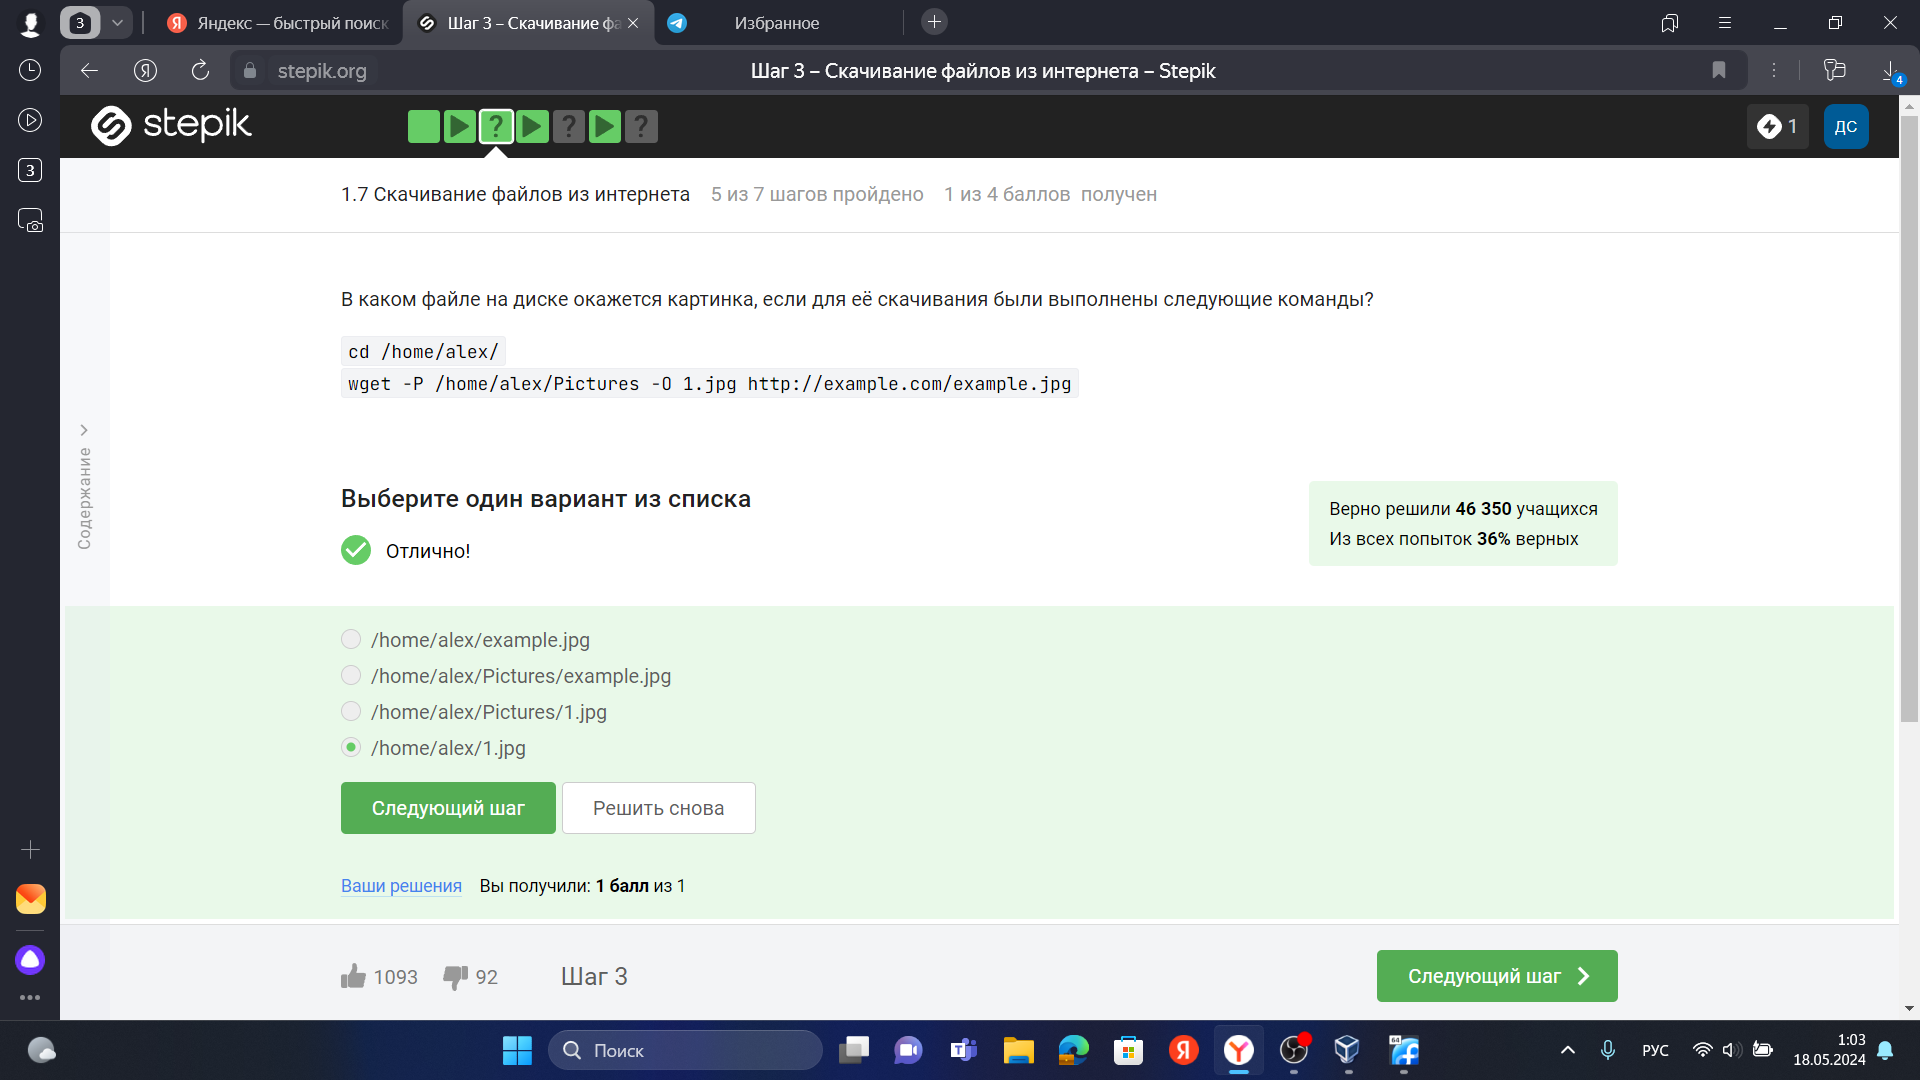 3
Яндекс — быстрый поиск
Шаг 3 – Скачивание фа
Избранное
stepik.org
Шаг 3 – Скачивание файлов из интернета – Stepik
4
3
stepik
?
?
?
1
ДС
1.7 Скачивание файлов из интернета 5 из 7 шагов пройдено 1 из 4 баллов получен
В каком файле на диске окажется картинка, если для её скачивания были выполнены следующие команды?
cd /home/alex/
wget -P /home/alex/Pictures -O 1.jpg http://example.com/example.jpg
Содержание
Выберите один вариант из списка
Верно решили 46 350 учащихся
Из всех попыток 36% верных
Отлично!
/home/alex/example.jpg
/home/alex/Pictures/example.jpg
/home/alex/Pictures/1.jpg
/home/alex/1.jpg
Следующий шаг
Решить снова
Ваши решения Вы получили: 1 балл из 1
1093
92
Шаг 3
Следующий шаг
Поиск
64
РУС
1:03
18.05.2024